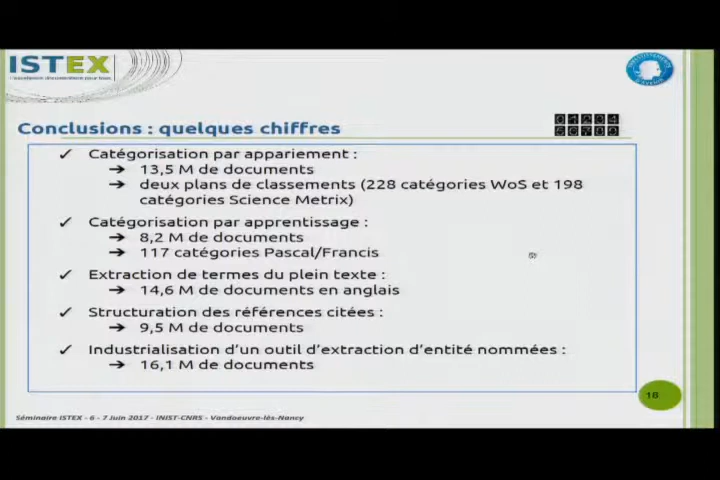 ISTEX
l'excellence documentaire pour tous
Conclusions : quelques chiffres
✓ Catégorisation par appariement :
➔ 13,5 M de documents
➔ deux plans de classements (228 catégories WoS et 198
catégories Science Metrix)
✓ Catégorisation par apprentissage :
➔ 8,2 M de documents
➔ 117 catégories Pascal/Francis
✓ Extraction de termes du plein texte :
➔ 14,6 M de documents en anglais
✓ Structuration des références citées :
➔ 9,5 M de documents
✓ Industrialisation d'un outil d'extraction d'entité nommées :
➔ 16,1 M de documents
18
Séminaire ISTEX - 6 - 7 Juin 2017 - INIST-CNRS - Vandoeuvre-lès-Nancy